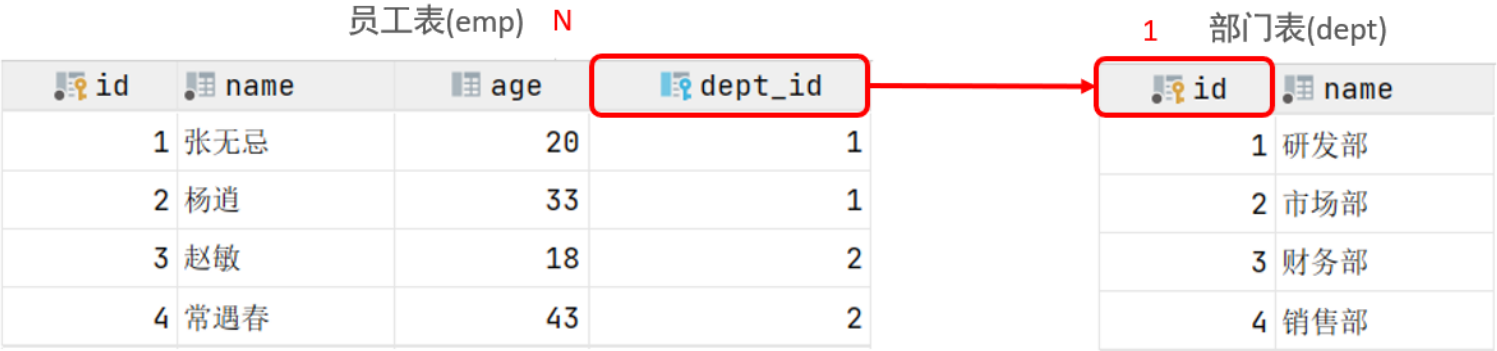 员工表(emp) N
1 部门表(dept)
id name age dept_id
1 张无忌 20 1
2 杨逍 33 1
3 赵敏 18 2
4 常遇春 43 2
id name
1 研发部
2 市场部
3 财务部
4 销售部